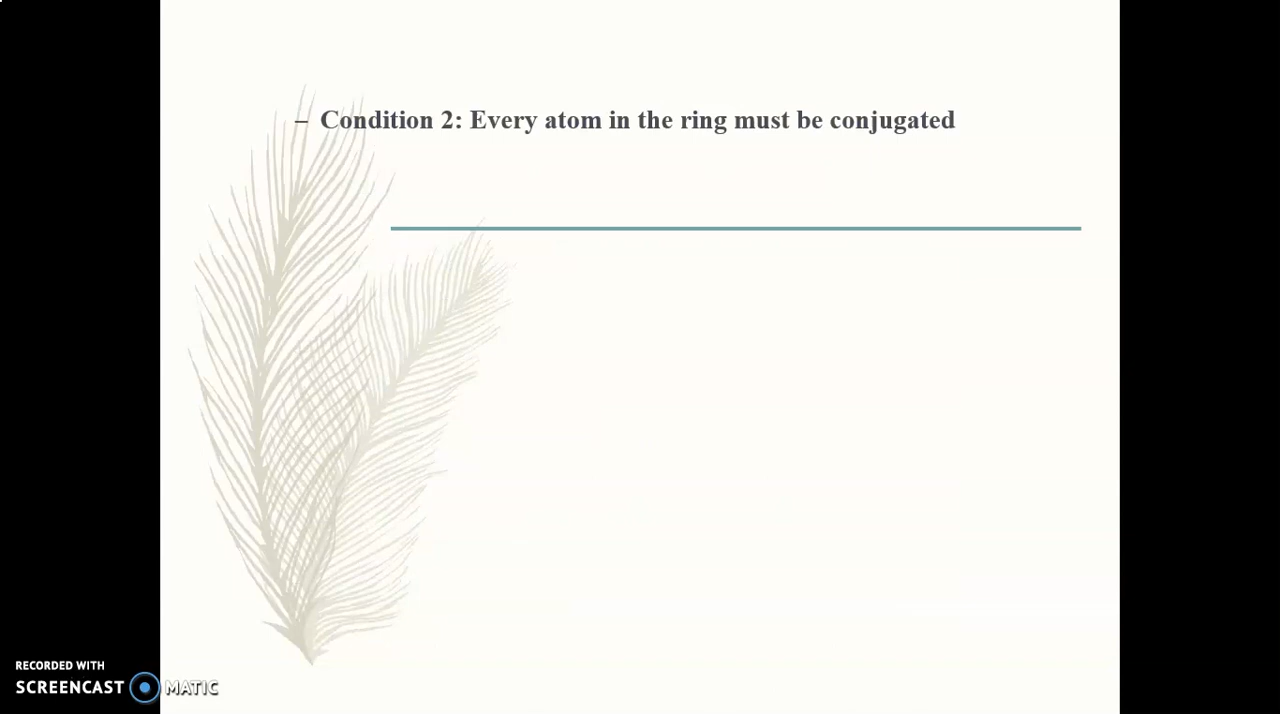 – Condition 2: Every atom in the ring must be conjugated
RECORDED WITH
SCREENCAST MATIC